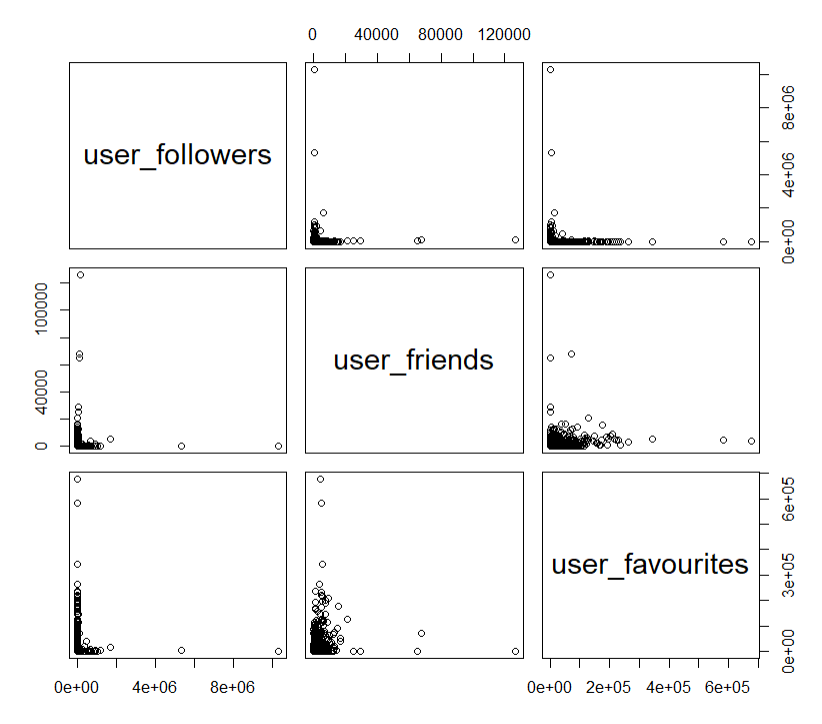 0 40000 80000 120000
user_followers
0e+00 4e+06 8e+06
0 40000 100000
user_friends
user_favourites
0e+00 3e+05 6e+05
0e+00 4e+06 8e+06
0e+00 2e+05 4e+05 6e+05